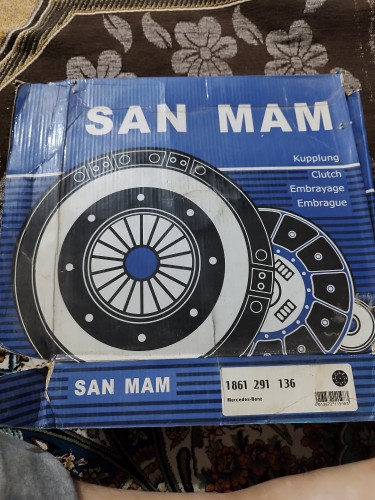 SAN MAM
Kupplung
Clutch
Embrayage
Embrague
SAN MAM
1861 291 136
Mercedes-Benz